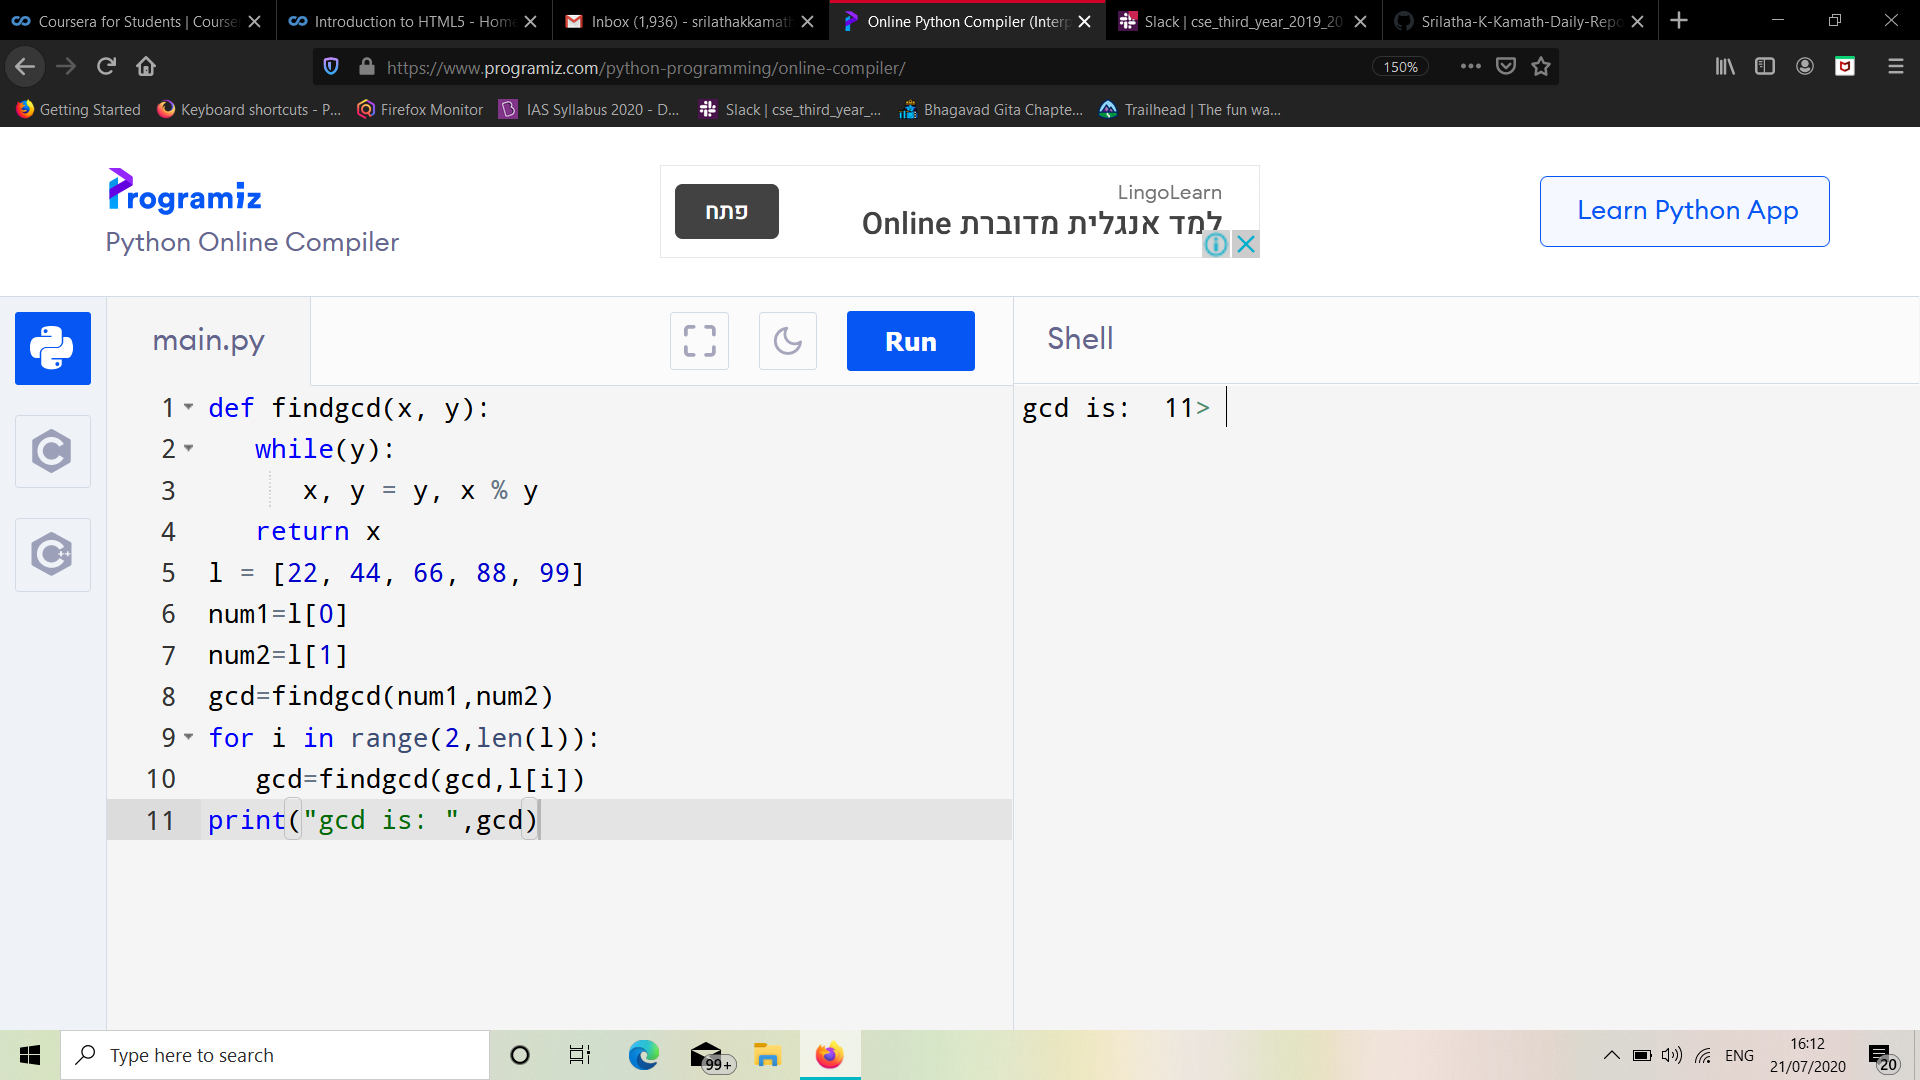 Coursera for Students | Course
Introduction to HTML5 - Home
Inbox (1,936) - srilathakkamath
Online Python Compiler (Interp
Slack | cse_third_year_2019_20
Srilatha-K-Kamath-Daily-Repo
https://www.programiz.com/python-programming/online-compiler/
150%
Getting Started
Keyboard shortcuts - P...
Firefox Monitor
IAS Syllabus 2020 - D...
Slack | cse_third_year_...
Bhagavad Gita Chapte...
Trailhead | The fun wa...
Programiz
Python Online Compiler
LingoLearn
למד אנגלית מדוברת Online
פתח
Learn Python App
main.py
Run
Shell
1 def findgcd(x, y):
2 while(y):
3 x, y = y, x % y
4 return x
5 l = [22, 44, 66, 88, 99]
6 num1=l[0]
7 num2=l[1]
8 gcd=findgcd(num1,num2)
9 for i in range(2,len(l)):
10 gcd=findgcd(gcd,l[i])
11 print("gcd is: ",gcd)
gcd is:  11>
C
C++
Type here to search
99+
ENG
16:12
21/07/2020
20